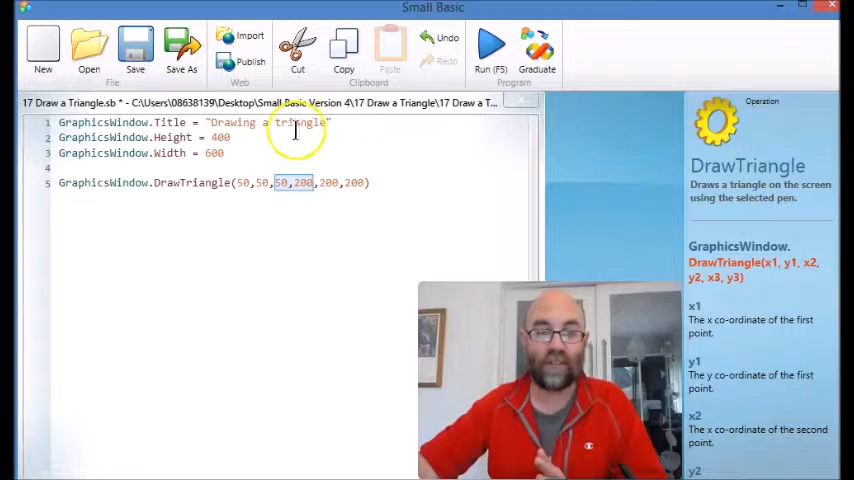 Small Basic
New
Open
Save
Save As
Import
Publish
File
Web
Cut
Copy
Paste
Undo
Redo
Clipboard
Run (F5)
Graduate
Program
17 Draw a Triangle.sb * - C:\Users\08638139\Desktop\Small Basic Version 4\17 Draw a Triangle\17 Draw a T...
1 GraphicsWindow.Title = "Drawing a triangle"
2 GraphicsWindow.Height = 400
3 GraphicsWindow.Width = 600
4
5 GraphicsWindow.DrawTriangle(50,50,50,200,200,200)
Operation
DrawTriangle
Draws a triangle on the screen
using the selected pen.
GraphicsWindow.
DrawTriangle(x1, y1, x2,
y2, x3, y3)
x1
The x co-ordinate of the first
point.
y1
The y co-ordinate of the first
point.
x2
The x co-ordinate of the second
point.
y2